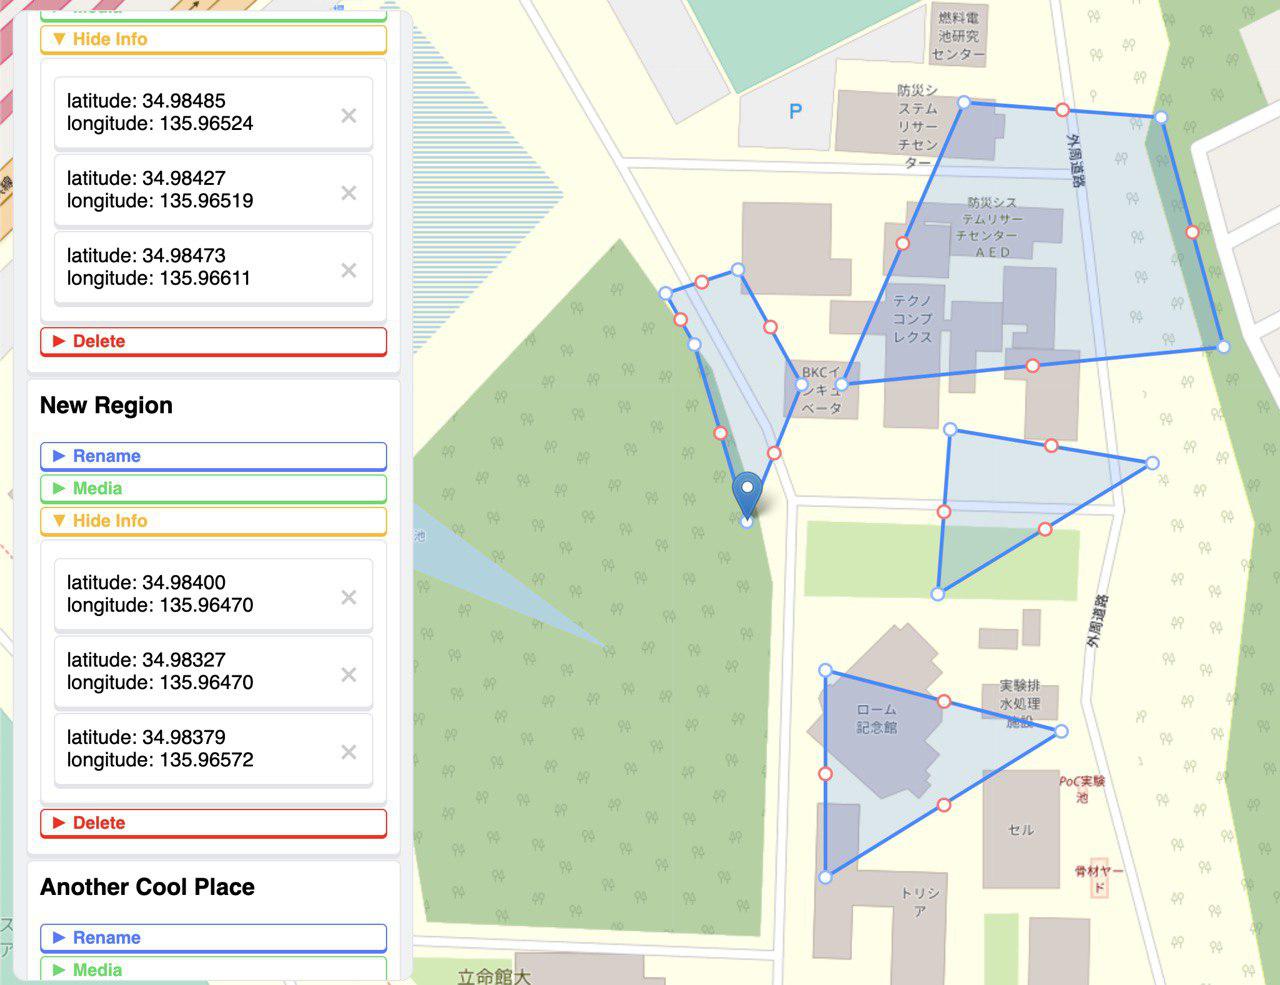 Media
▼ Hide Info
latitude: 34.98485
longitude: 135.96524
×
latitude: 34.98427
longitude: 135.96519
×
latitude: 34.98473
longitude: 135.96611
×
▶ Delete
New Region
▶ Rename
▶ Media
▼ Hide Info
latitude: 34.98400
longitude: 135.96470
×
latitude: 34.98327
longitude: 135.96470
×
latitude: 34.98379
longitude: 135.96572
×
▶ Delete
Another Cool Place
▶ Rename
▶ Media
燃料電
池研究
センター
P
防災シ
ステム
リサー
チセン
ター
外周道路
防災シス
テムリサー
チセンター
ＡＥＤ
テクノ
コンプ
レクス
BKCイ
ンキュ
ベータ
池
外周道路
ローム
記念館
実験排
水処理
施設
PoC実験
池
セル
骨材ヤー
ド
トリシ
ア
立命館大